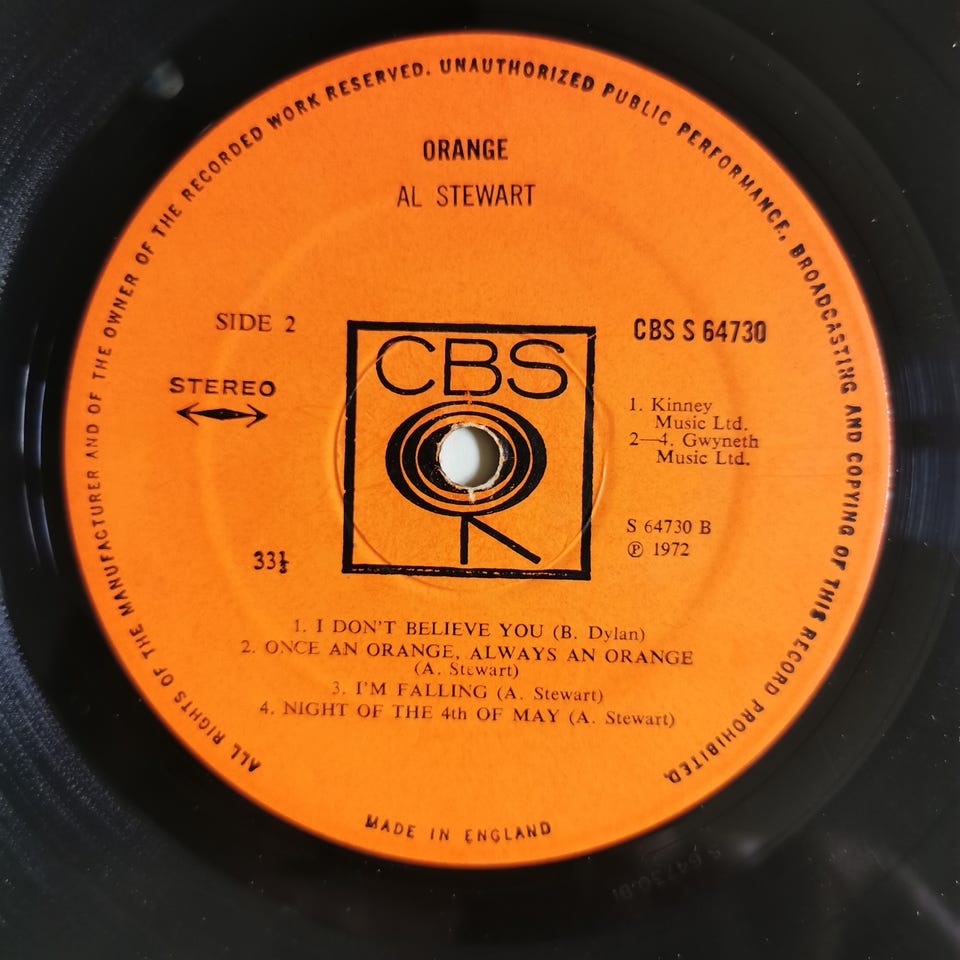 ALL RIGHTS OF THE MANUFACTURER AND OF THE OWNER OF THE RECORDED WORK RESERVED. UNAUTHORIZED PUBLIC PERFORMANCE, BROADCASTING AND COPYING OF THIS RECORD PROHIBITED.
ORANGE
AL STEWART
SIDE 2
STEREO
CBS
CBS S 64730
1. Kinney
Music Ltd.
2—4. Gwyneth
Music Ltd.
S 64730 B
℗ 1972
33⅓
1. I DON'T BELIEVE YOU (B. Dylan)
2. ONCE AN ORANGE, ALWAYS AN ORANGE
(A. Stewart)
3. I'M FALLING (A. Stewart)
4. NIGHT OF THE 4th OF MAY (A. Stewart)
MADE IN ENGLAND